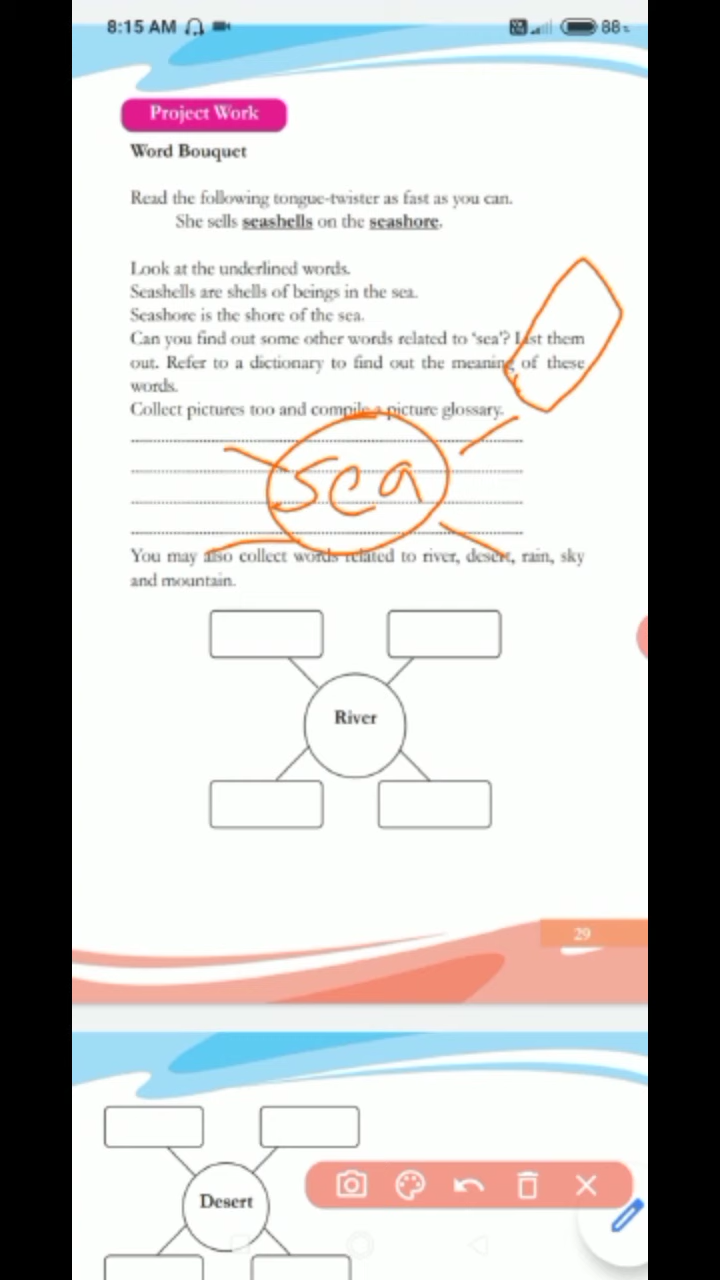 8:15 AM
88
Project Work
Word Bouquet
Read the following tongue-twister as fast as you can.
She sells seashells on the seashore.
Look at the underlined words.
Seashells are shells of beings in the sea.
Seashore is the shore of the sea.
Can you find out some other words related to 'sea'? List them
out. Refer to a dictionary to find out the meaning of these
words.
Collect pictures too and compile a picture glossary.
sea
You may also collect words related to river, desert, rain, sky
and mountain.
River
29
Desert